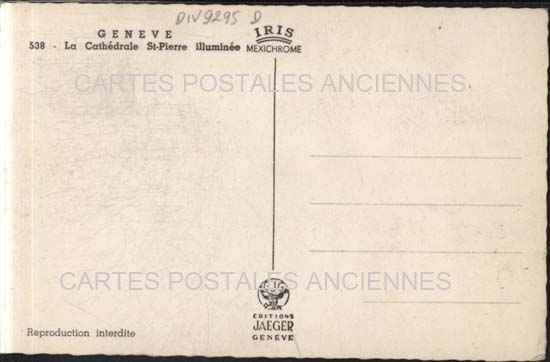 DIV9295 D
GENEVE
538 - La Cathédrale St-Pierre illuminée
IRIS
MEXICHROME
CARTES POSTALES ANCIENNES
CARTES POSTALES ANCIENNES
EDITIONS
JAEGER
GENÈVE
Reproduction interdite